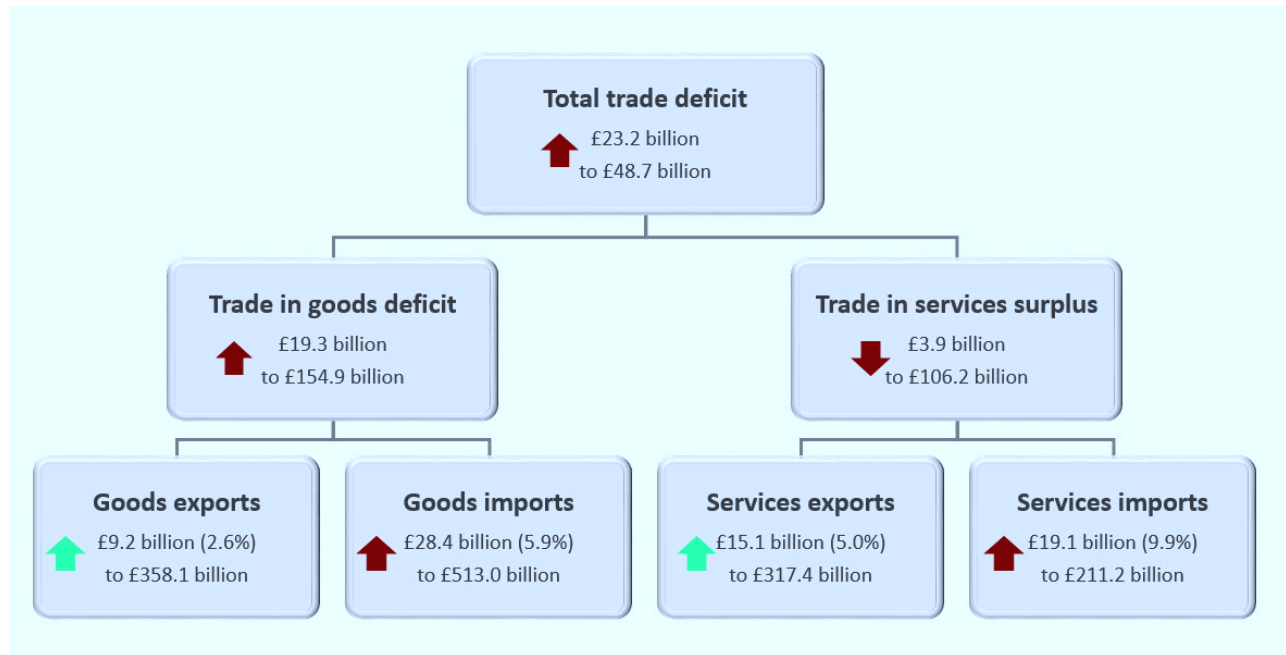 Total trade deficit
£23.2 billion
to £48.7 billion
Trade in goods deficit
£19.3 billion
to £154.9 billion
Trade in services surplus
£3.9 billion
to £106.2 billion
Goods exports
£9.2 billion (2.6%)
to £358.1 billion
Goods imports
£28.4 billion (5.9%)
to £513.0 billion
Services exports
£15.1 billion (5.0%)
to £317.4 billion
Services imports
£19.1 billion (9.9%)
to £211.2 billion